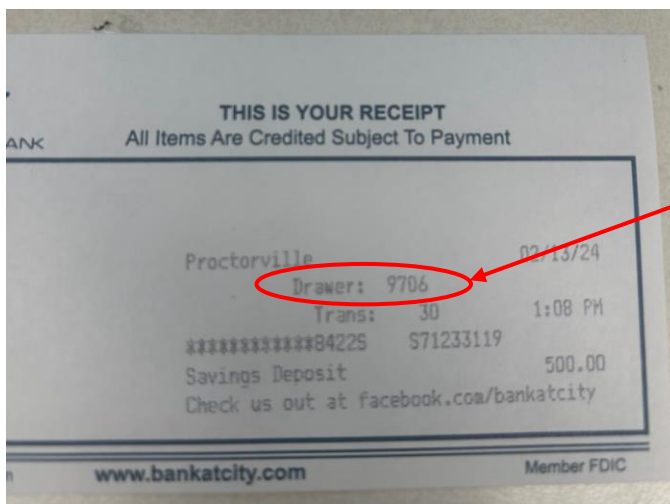 THIS IS YOUR RECEIPT
ANK All Items Are Credited Subject To Payment
Proctorville 02/13/24
Drawer: 9706
Trans: 30 1:08 PM
************8422S S71233119
Savings Deposit 500.00
Check us out at facebook.com/bankatcity
www.bankatcity.com Member FDIC